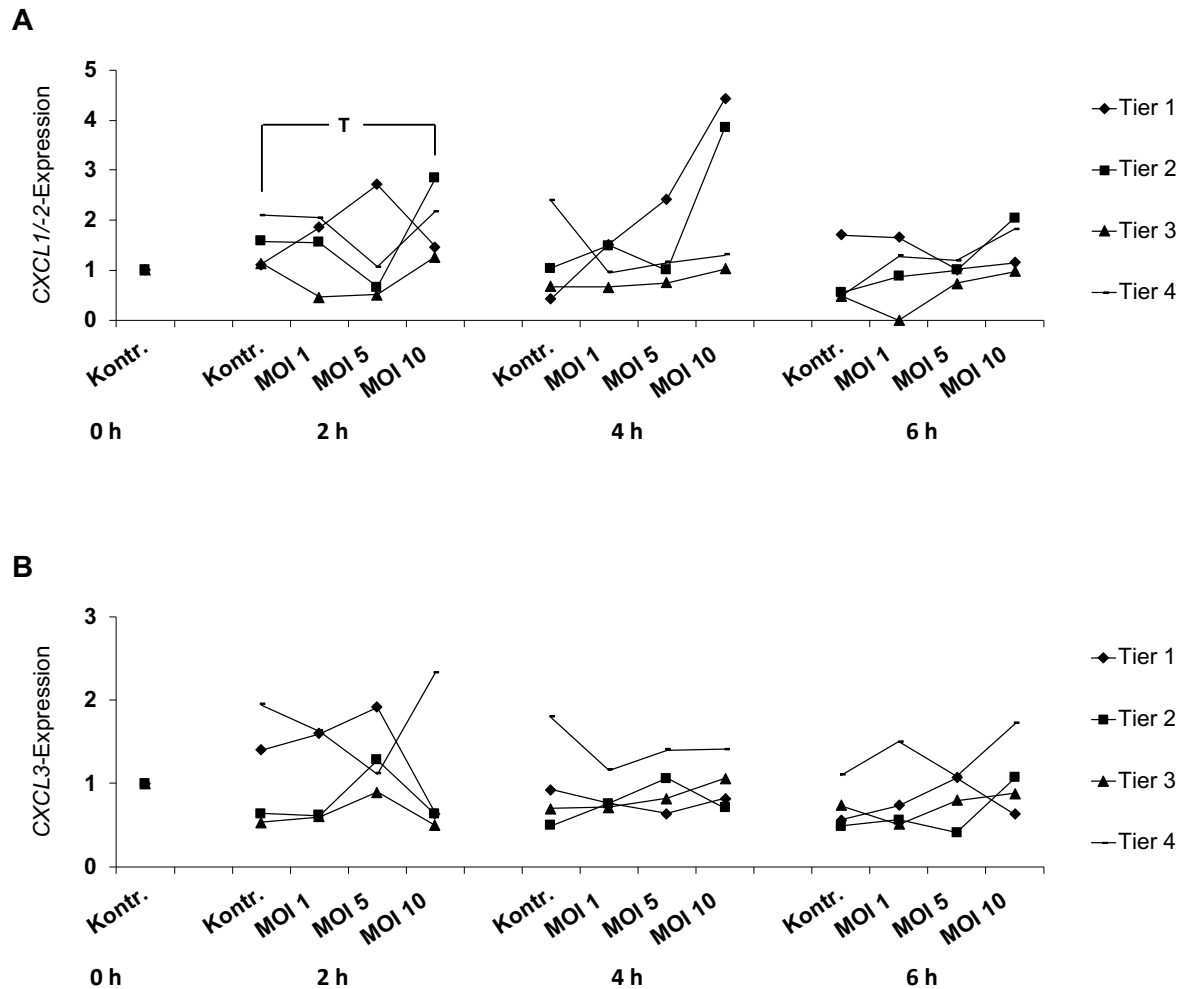 A
CXCL1/-2-Expression
5
4
3
2
1
0
T
Kontr.
Kontr.
MOI 1
MOI 5
MOI 10
Kontr.
MOI 1
MOI 5
MOI 10
Kontr.
MOI 1
MOI 5
MOI 10
0 h
2 h
4 h
6 h
Tier 1
Tier 2
Tier 3
Tier 4
B
CXCL3-Expression
3
2
1
0
Kontr.
Kontr.
MOI 1
MOI 5
MOI 10
Kontr.
MOI 1
MOI 5
MOI 10
Kontr.
MOI 1
MOI 5
MOI 10
0 h
2 h
4 h
6 h
Tier 1
Tier 2
Tier 3
Tier 4